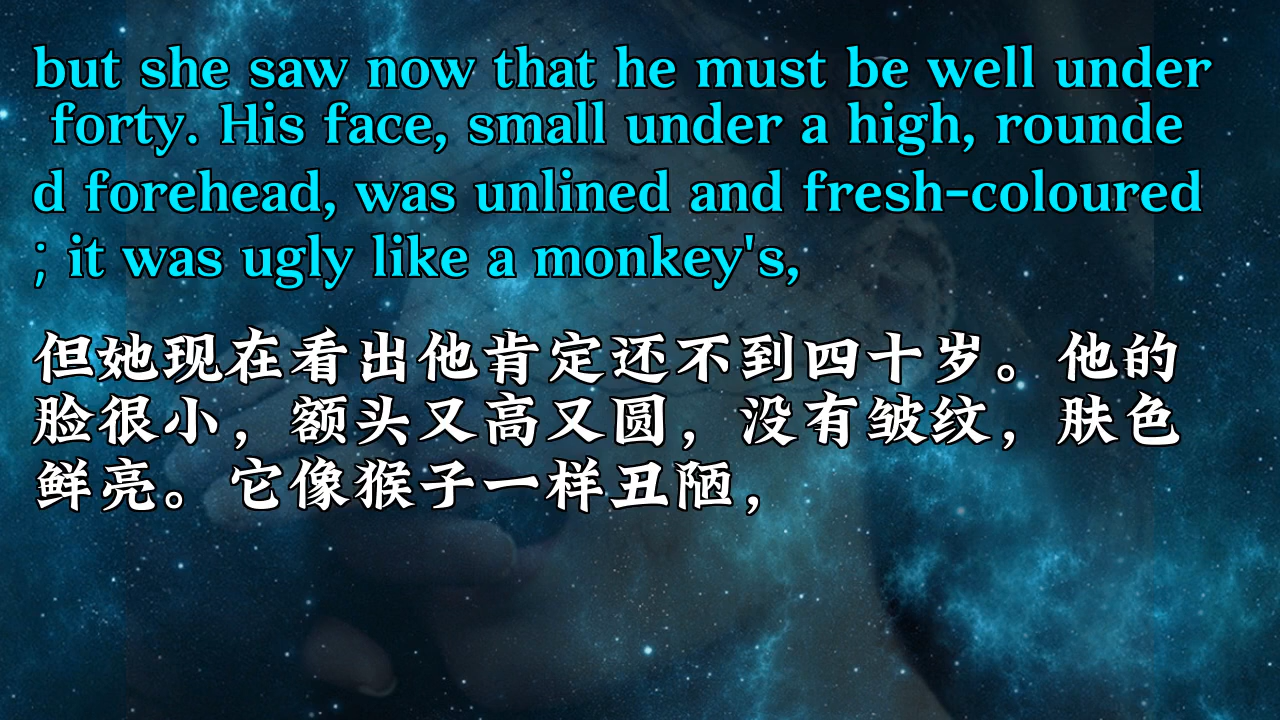 but she saw now that he must be well under
forty. His face, small under a high, rounde
d forehead, was unlined and fresh-coloured
; it was ugly like a monkey's,
但她现在看出他肯定还不到四十岁。他的
脸很小，额头又高又圆，没有皱纹，肤色
鲜亮。它像猴子一样丑陋，